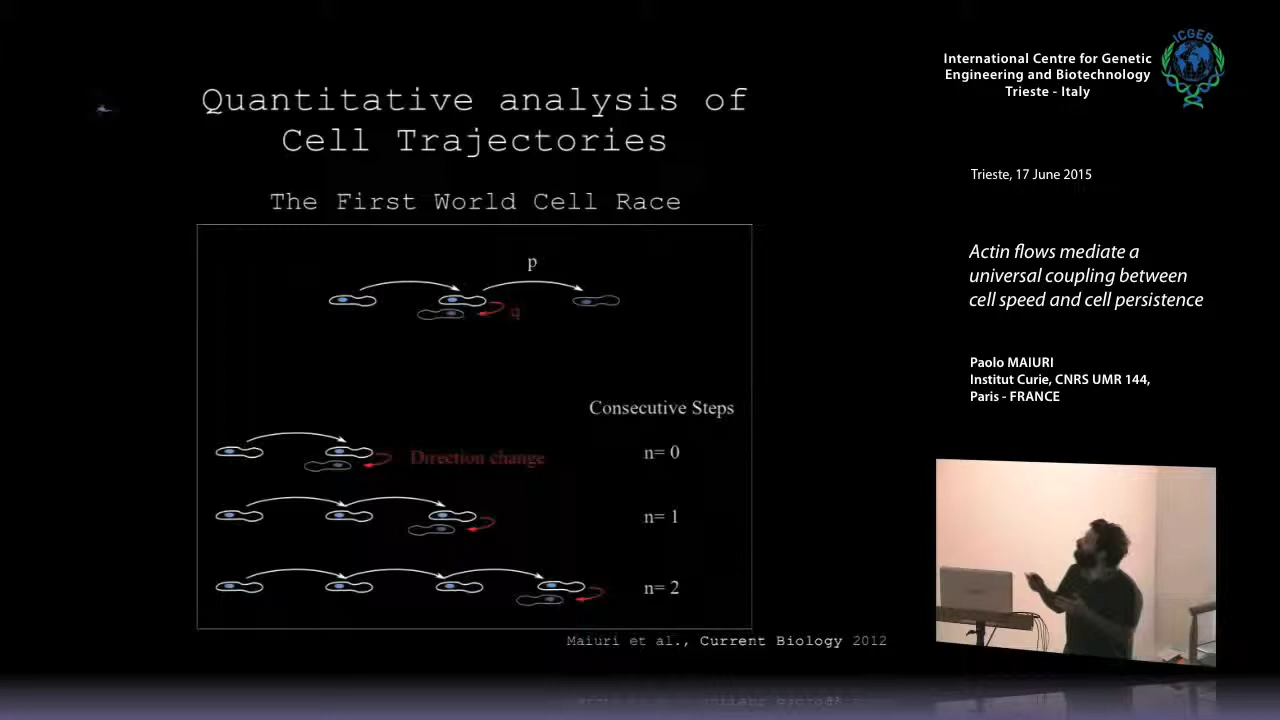 Quantitative analysis of
Cell Trajectories
The First World Cell Race
p
q
Consecutive Steps
Direction change
n= 0
n= 1
n= 2
Maiuri et al., Current Biology 2012
ICGEB
International Centre for Genetic
Engineering and Biotechnology
Trieste - Italy
Trieste, 17 June 2015
Actin flows mediate a
universal coupling between
cell speed and cell persistence
Paolo MAIURI
Institut Curie, CNRS UMR 144,
Paris - FRANCE